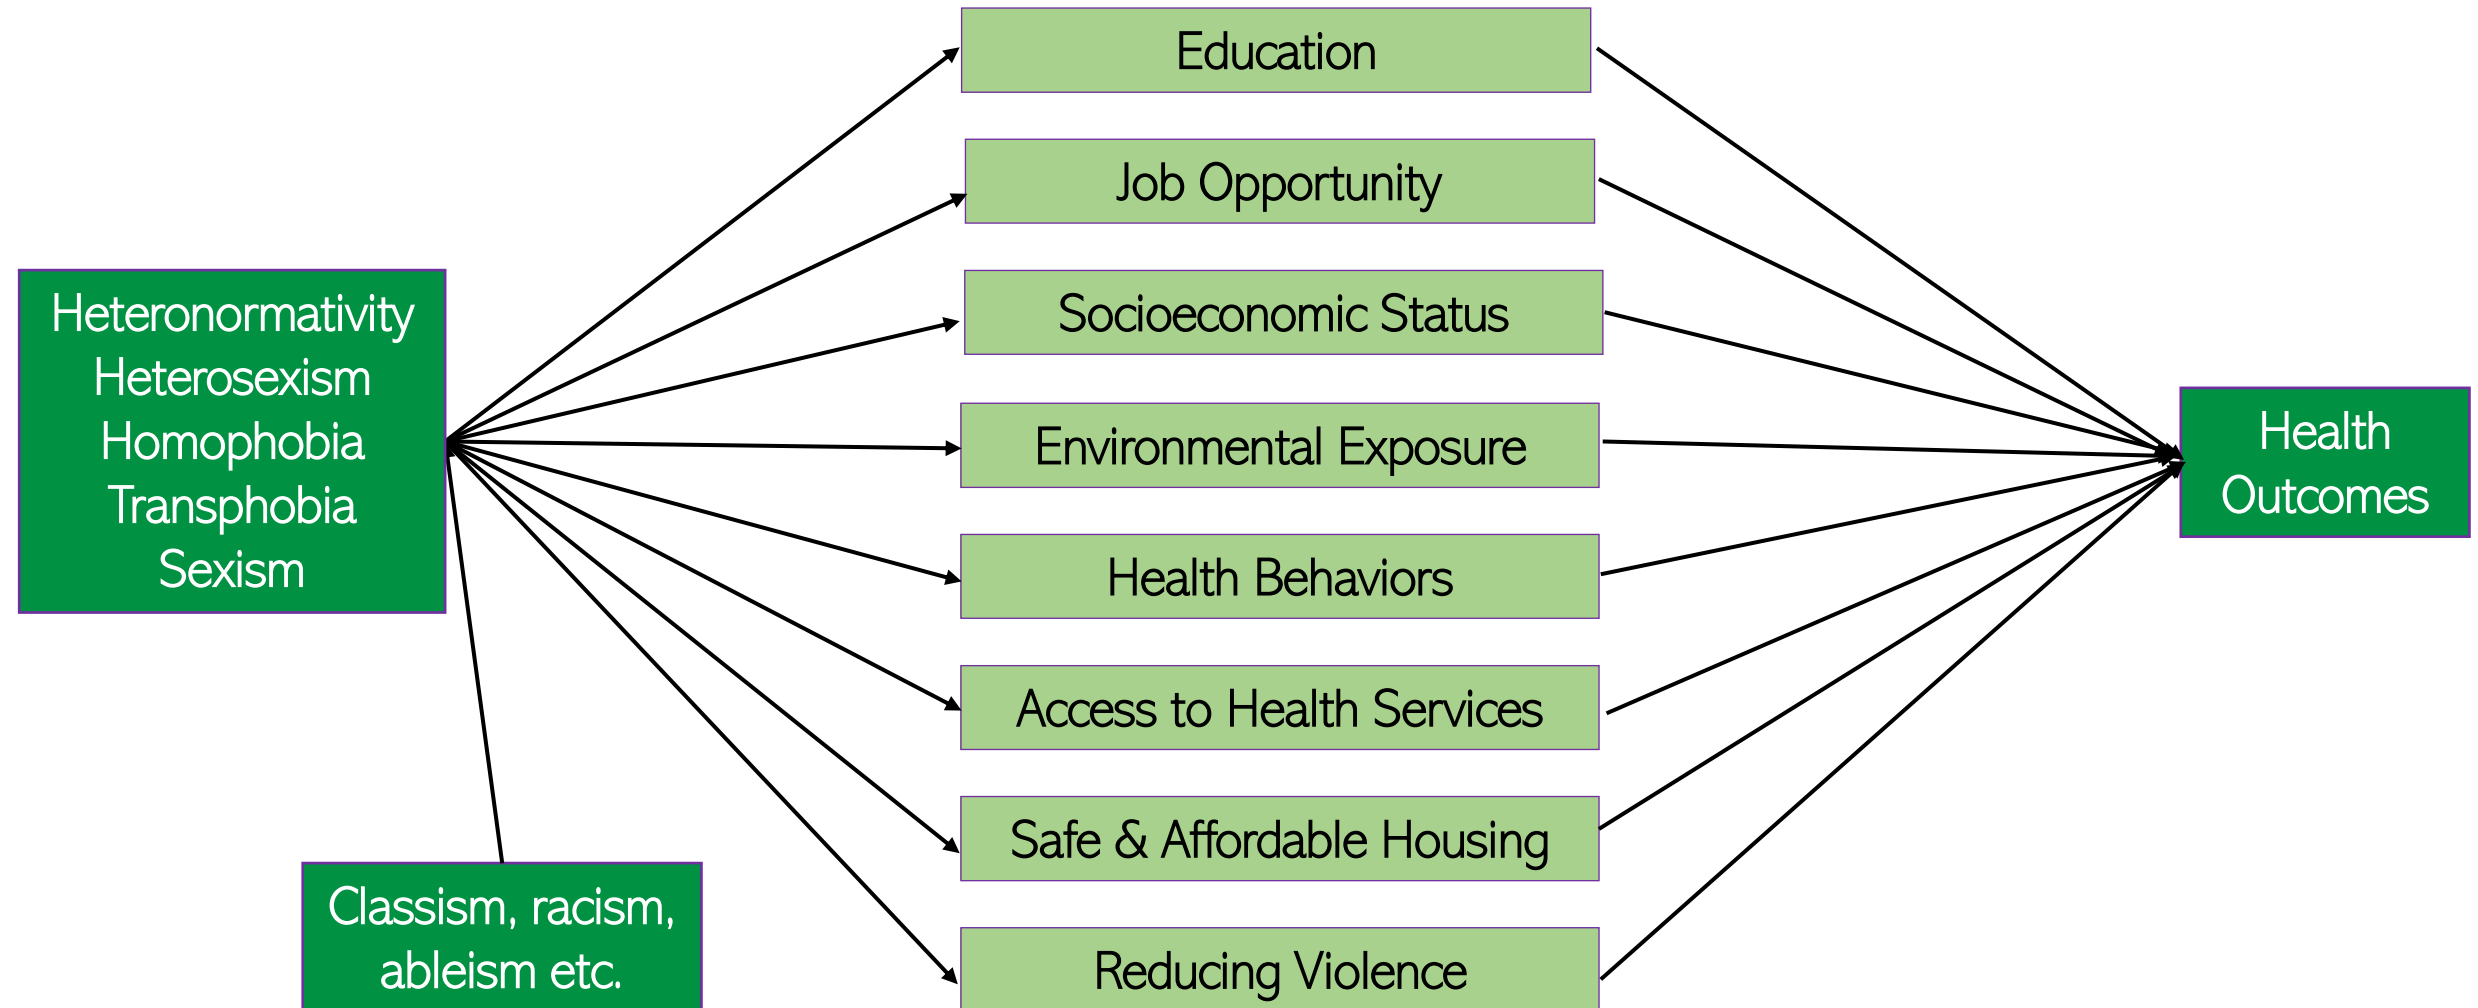 Heteronormativity
Heterosexism
Homophobia
Transphobia
Sexism
Classism, racism,
ableism etc.
Education
Job Opportunity
Socioeconomic Status
Environmental Exposure
Health Behaviors
Access to Health Services
Safe & Affordable Housing
Reducing Violence
Health
Outcomes